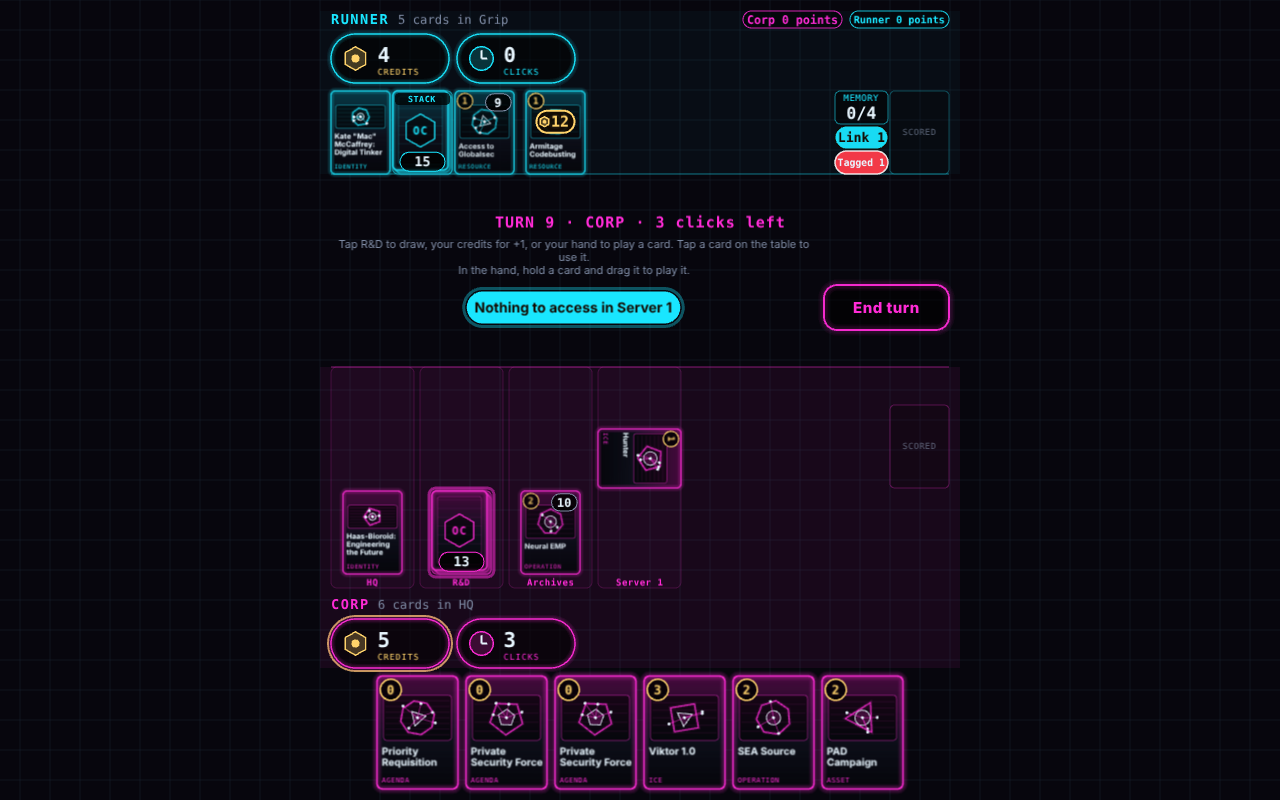 RUNNER 5 cards in Grip
Corp 0 points
Runner 0 points
4
CREDITS
0
CLICKS
Kate "Mac"
McCaffrey:
Digital Tinker
IDENTITY
STACK
OC
15
1
9
Access to
Globalsec
RESOURCE
1
12
Armitage
Codebusting
RESOURCE
MEMORY
0/4
Link 1
Tagged 1
SCORED
TURN 9 · CORP · 3 clicks left
Tap R&D to draw, your credits for +1, or your hand to play a card. Tap a card on the table to
use it.
In the hand, hold a card and drag it to play it.
Nothing to access in Server 1
End turn
ICE
Hunter
1
SCORED
Haas-Bioroid:
Engineering
the Future
IDENTITY
OC
13
2
10
Neural EMP
OPERATION
HQ
R&D
Archives
Server 1
CORP 6 cards in HQ
5
CREDITS
3
CLICKS
0
Priority
Requisition
AGENDA
0
Private
Security Force
AGENDA
0
Private
Security Force
AGENDA
3
Viktor 1.0
ICE
2
SEA Source
OPERATION
2
PAD
Campaign
ASSET